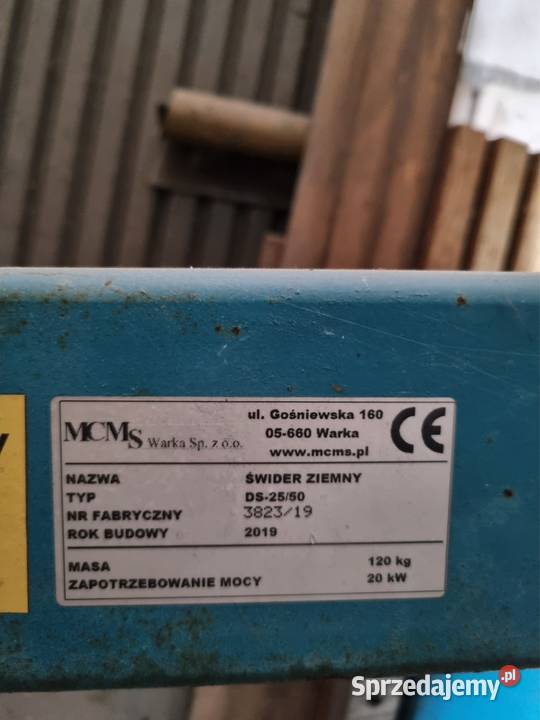 MCMS Warka Sp. z o.o.
ul. Gośniewska 160
05-660 Warka
www.mcms.pl
CE
NAZWA ŚWIDER ZIEMNY
TYP DS-25/50
NR FABRYCZNY 3823/19
ROK BUDOWY 2019
MASA 120 kg
ZAPOTRZEBOWANIE MOCY 20 kW
Sprzedajemy.pl